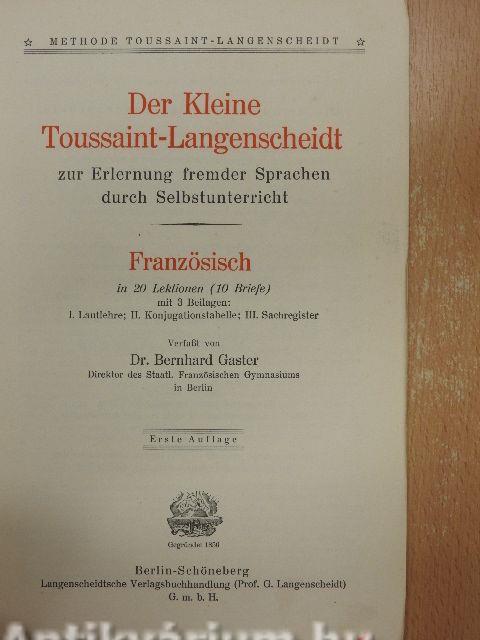 ☆ METHODE TOUSSAINT-LANGENSCHEIDT ☆
Der Kleine
Toussaint-Langenscheidt
zur Erlernung fremder Sprachen
durch Selbstunterricht
Französisch
in 20 Lektionen (10 Briefe)
mit 3 Beilagen:
I. Lautlehre; II. Konjugationstabelle; III. Sachregister
Verfaßt von
Dr. Bernhard Gaster
Direktor des Staatl. Französischen Gymnasiums
in Berlin
Erste Auflage
Gegründet 1856
Berlin-Schöneberg
Langenscheidtsche Verlagsbuchhandlung (Prof. G. Langenscheidt)
G. m. b. H.
Antikvárium.hu